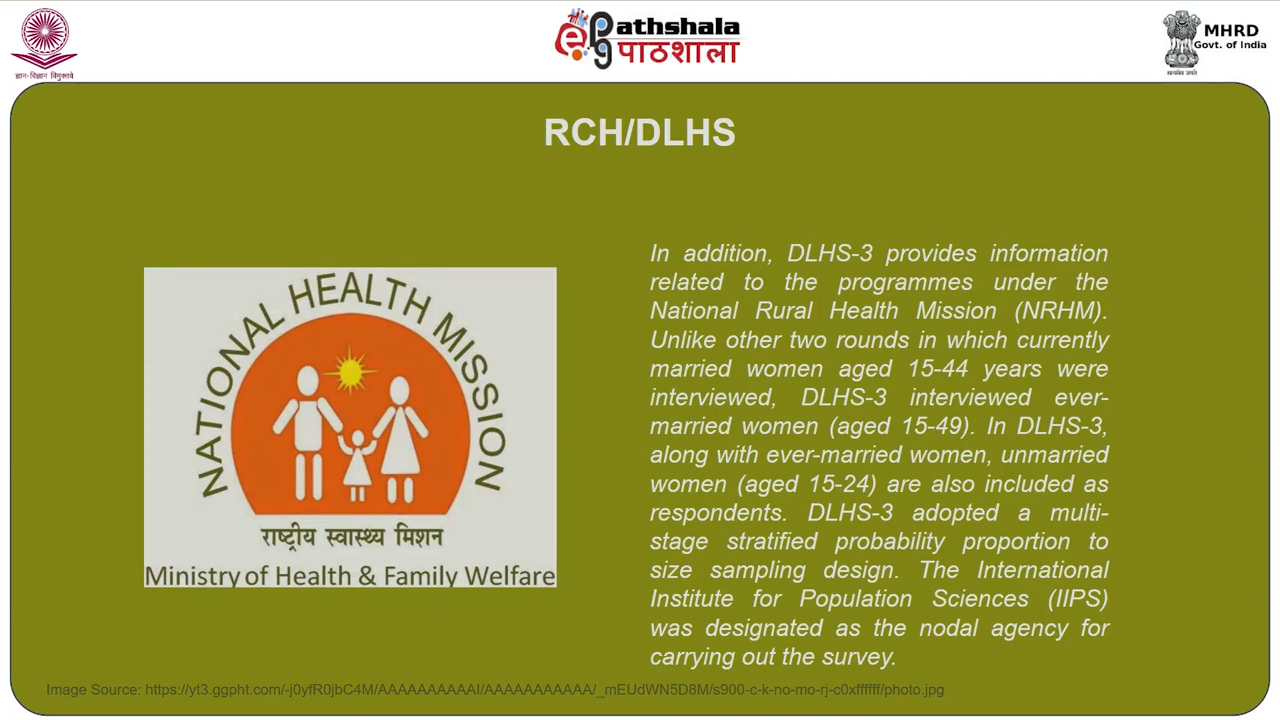 ज्ञान-विज्ञान विमुक्तये
ePathshala
पाठशाला
सत्यमेव जयते
MHRD
Govt. of India
RCH/DLHS
NATIONAL HEALTH MISSION
राष्ट्रीय स्वास्थ्य मिशन
Ministry of Health & Family Welfare
In addition, DLHS-3 provides information
related to the programmes under the
National Rural Health Mission (NRHM).
Unlike other two rounds in which currently
married women aged 15-44 years were
interviewed, DLHS-3 interviewed ever-
married women (aged 15-49). In DLHS-3,
along with ever-married women, unmarried
women (aged 15-24) are also included as
respondents. DLHS-3 adopted a multi-
stage stratified probability proportion to
size sampling design. The International
Institute for Population Sciences (IIPS)
was designated as the nodal agency for
carrying out the survey.
Image Source: https://yt3.ggpht.com/-j0yfR0jbC4M/AAAAAAAAAAI/AAAAAAAAAAA/_mEUdWN5D8M/s900-c-k-no-mo-rj-c0xffffff/photo.jpg